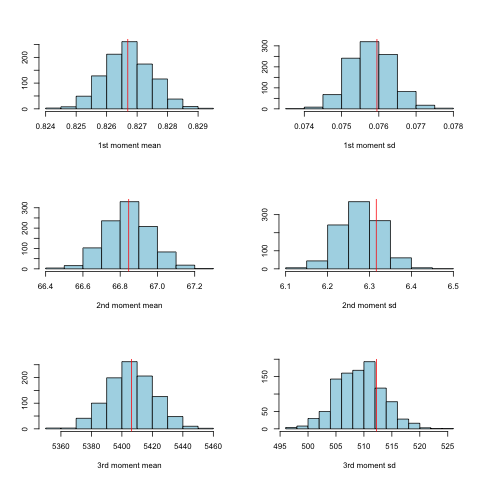 0 100 200
0.824 0.825 0.826 0.827 0.828 0.829
1st moment mean
0 100 200 300
0.074 0.075 0.076 0.077 0.078
1st moment sd
0 100 200 300
66.4 66.6 66.8 67.0 67.2
2nd moment mean
0 100 300
6.1 6.2 6.3 6.4 6.5
2nd moment sd
0 100 200
5360 5380 5400 5420 5440 5460
3rd moment mean
0 50 150
495 500 505 510 515 520 525
3rd moment sd